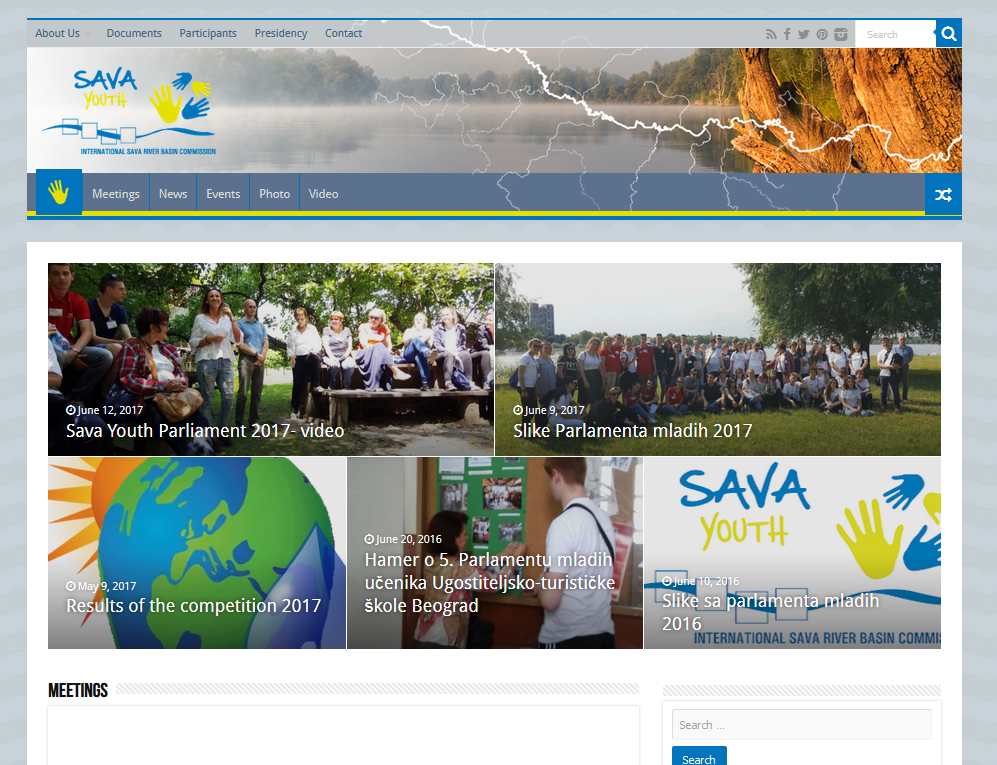 About Us
Documents
Participants
Presidency
Contact
Search
SAVA
YOUTH
INTERNATIONAL SAVA RIVER BASIN COMMISSION
Meetings
News
Events
Photo
Video
June 12, 2017
Sava Youth Parliament 2017- video
June 9, 2017
Slike Parlamenta mladih 2017
May 9, 2017
Results of the competition 2017
June 20, 2016
Hamer o 5. Parlamentu mladih
učenika Ugostiteljsko-turističke
škole Beograd
SAVA
YOUTH
June 10, 2016
Slike sa parlamenta mladih
2016
INTERNATIONAL SAVA RIVER BASIN COMMIS
MEETINGS
Search ...
Search